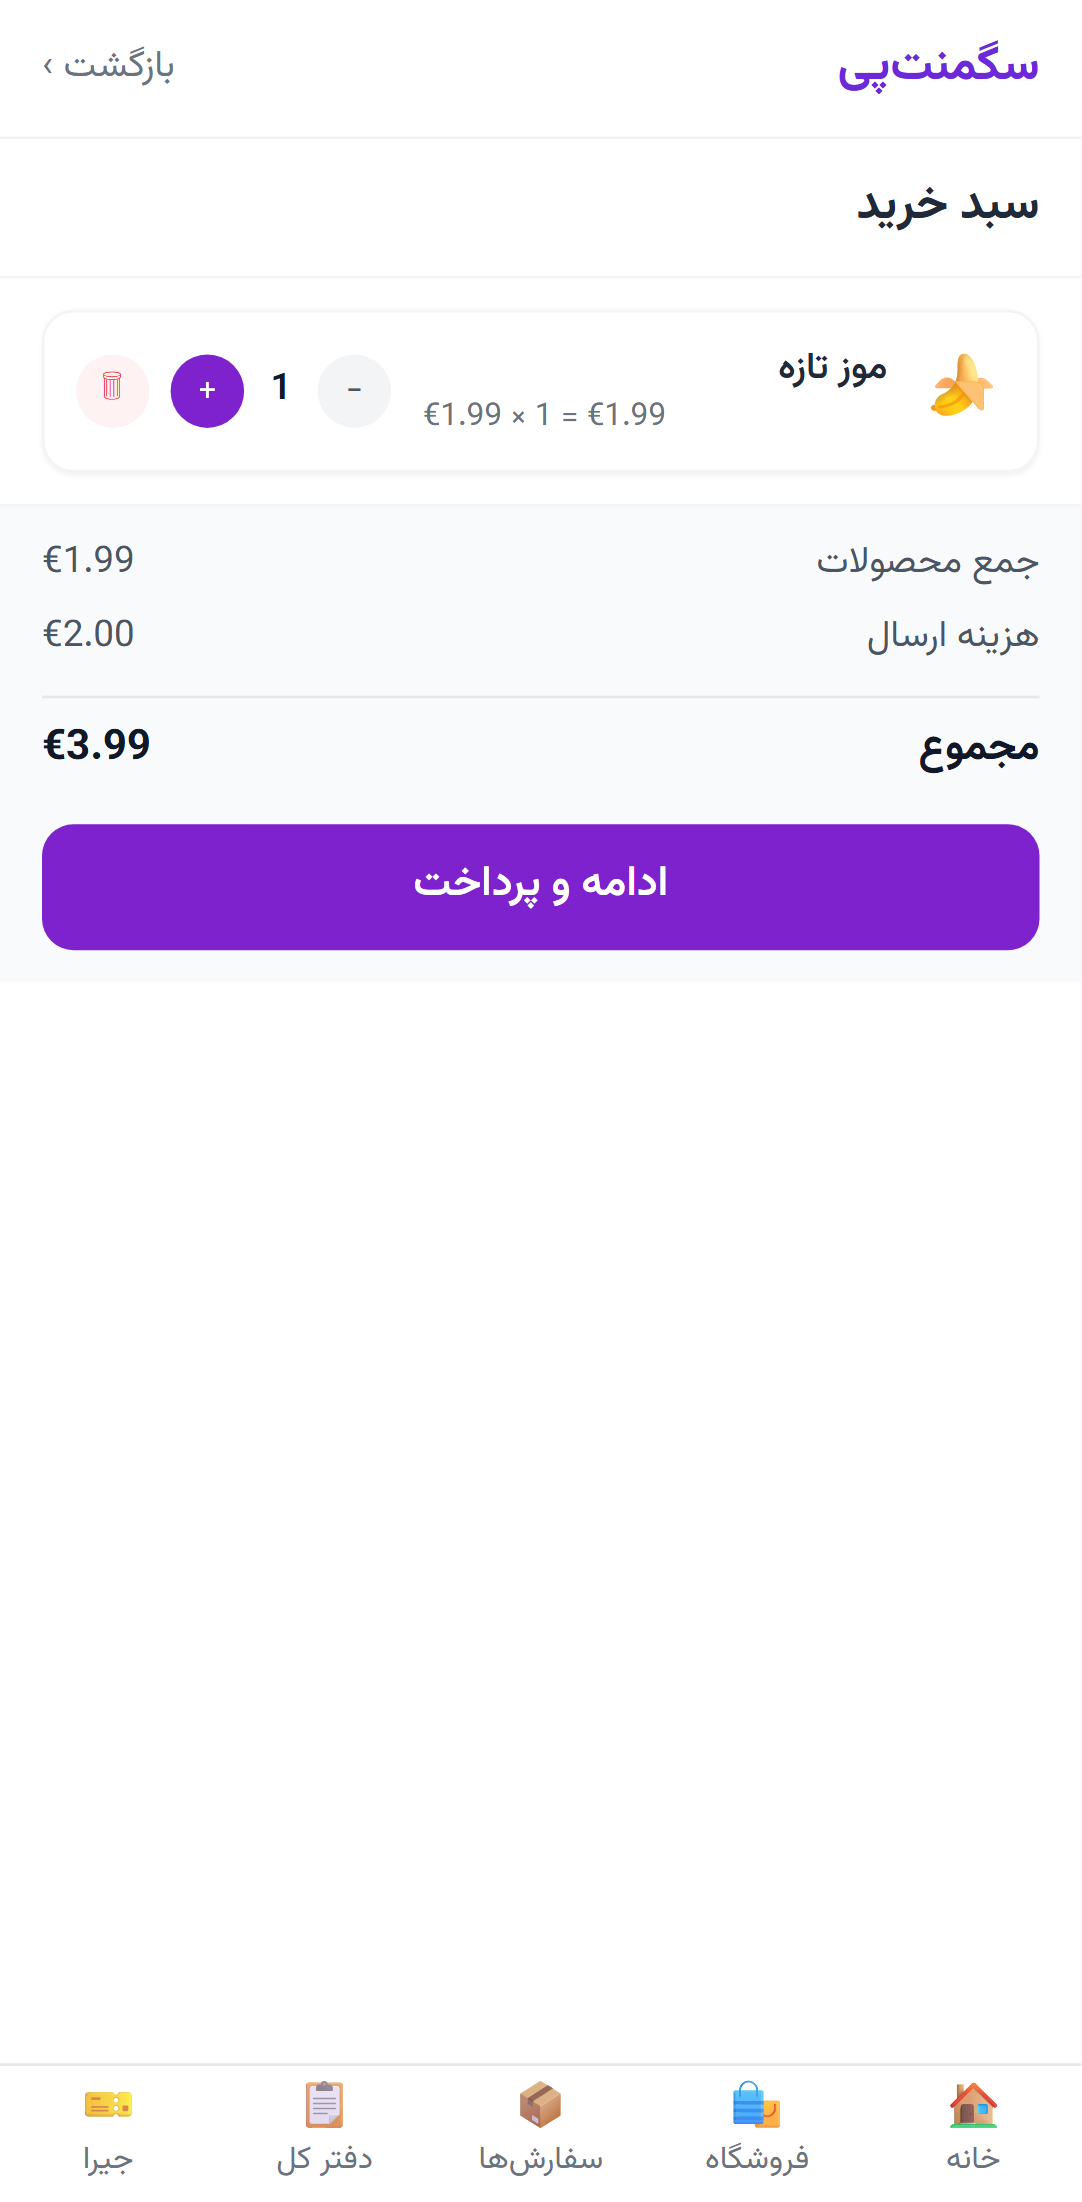 سگمنت‌پی
بازگشت ›
سبد خرید
موز تازه
€1.99 × 1 = €1.99
−
1
+
جمع محصولات €1.99
هزینه ارسال €2.00
مجموع €3.99
ادامه و پرداخت
خانه
فروشگاه
سفارش‌ها
دفتر کل
جیرا